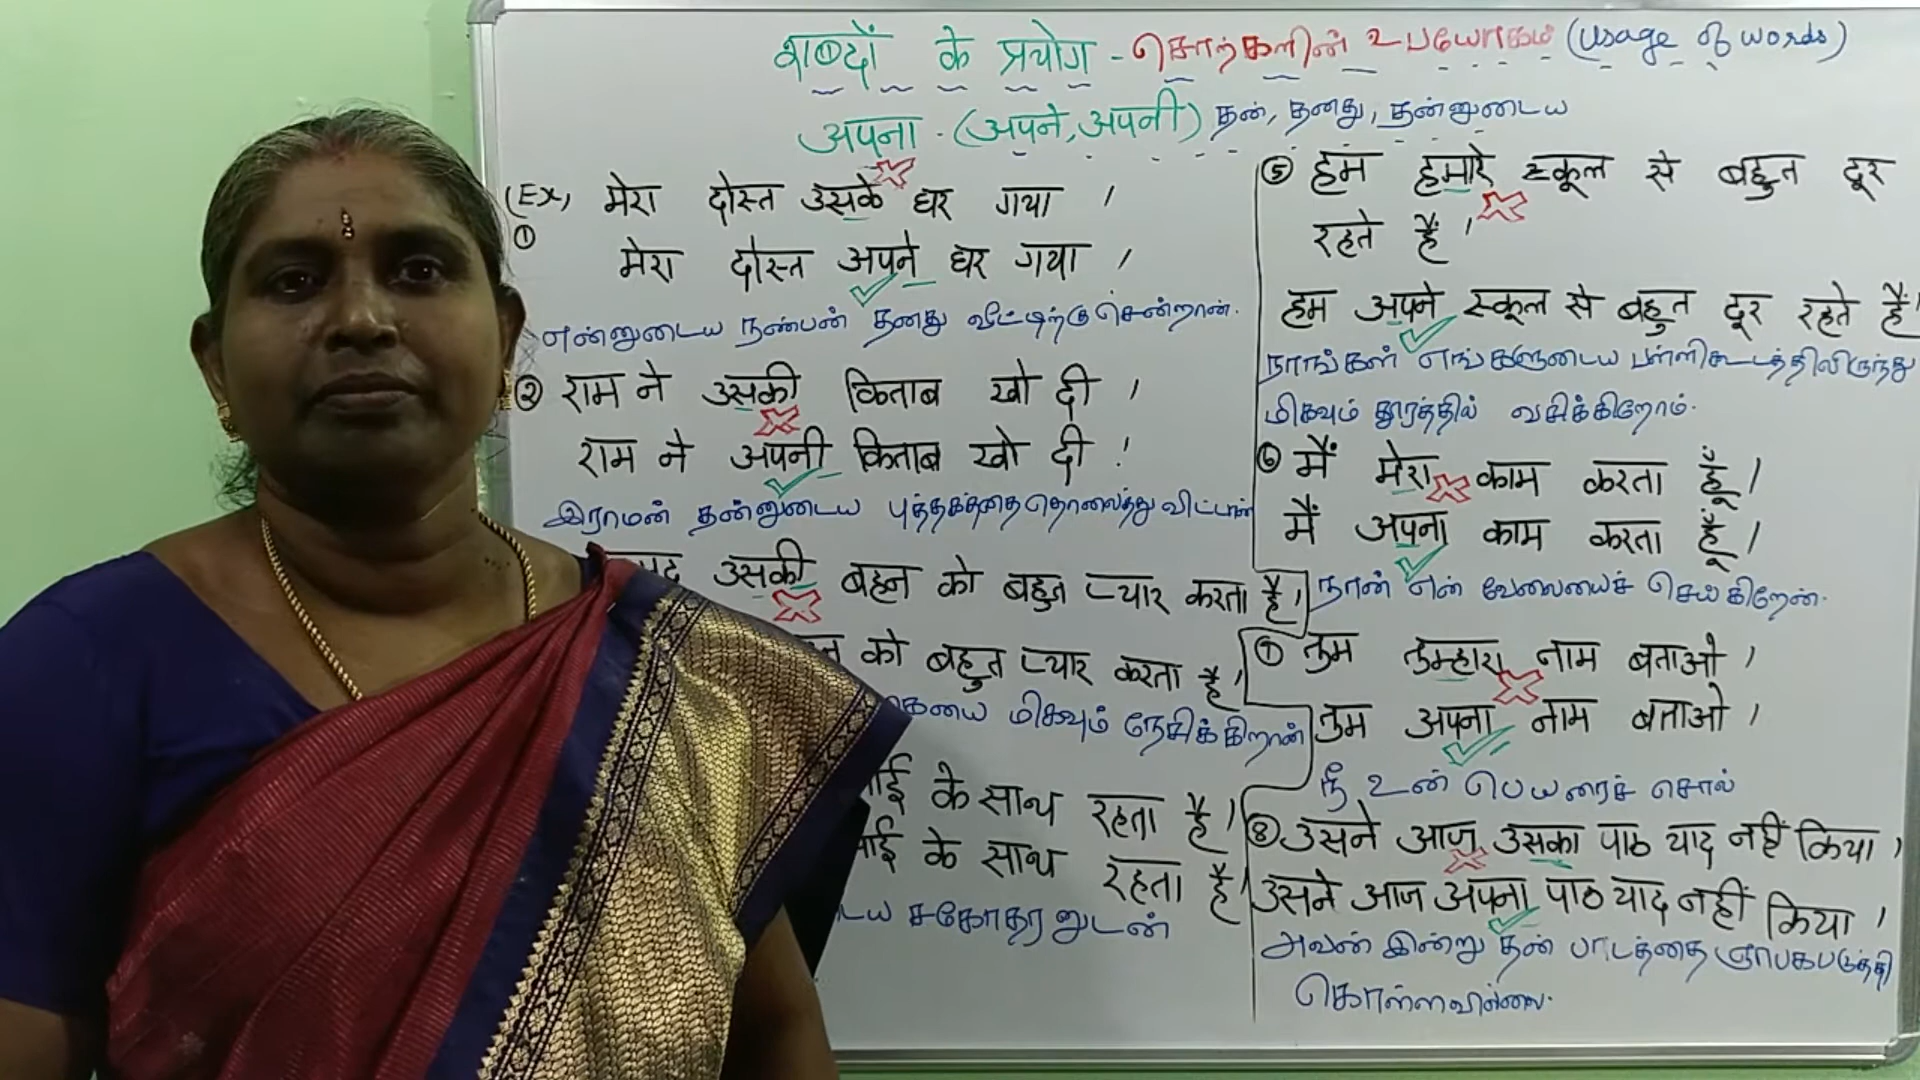 शब्दों के प्रयोग - சொற்களின் உபயோகம் (Usage of words)
अपना - (अपने, अपनी) தன், தனது, தன்னுடைய
(Ex)
① मेरा दोस्त उसके घर गया ।
मेरा दोस्त अपने घर गया ।
என்னுடைய நண்பன் தனது வீட்டிற்கு சென்றான்.
② राम ने उसकी किताब खो दी ।
राम ने अपनी किताब खो दी ।
இராமன் தன்னுடைய புத்தகத்தை தொலைத்து விட்டான்
उसकी बहन को बहुत प्यार करता है।
को बहुत प्यार करता है।
மிகவும் நேசிக்கிறான்
के साथ रहता है।
के साथ रहता है।
சகோதரனுடன்
⑤ हम हमारे स्कूल से बहुत दूर
रहते हैं ।
हम अपने स्कूल से बहुत दूर रहते हैं।
நாங்கள் எங்களுடைய பள்ளிகூடத்திலிருந்து
மிகவும் தூரத்தில் வசிக்கிறோம்.
⑥ मैं मेरा काम करता हूँ।
मैं अपना काम करता हूँ।
நான் என் வேலையைச் செய்கிறேன்.
⑦ तुम तुम्हारा नाम बताओ ।
तुम अपना नाम बताओ ।
நீ உன் பெயரைச் சொல்
⑧ उसने आज उसका पाठ याद नहीं किया ।
उसने आज अपना पाठ याद नहीं किया ।
அவன் இன்று தன் பாடத்தை ஞாபகபடுத்தி
கொள்ளவில்லை.